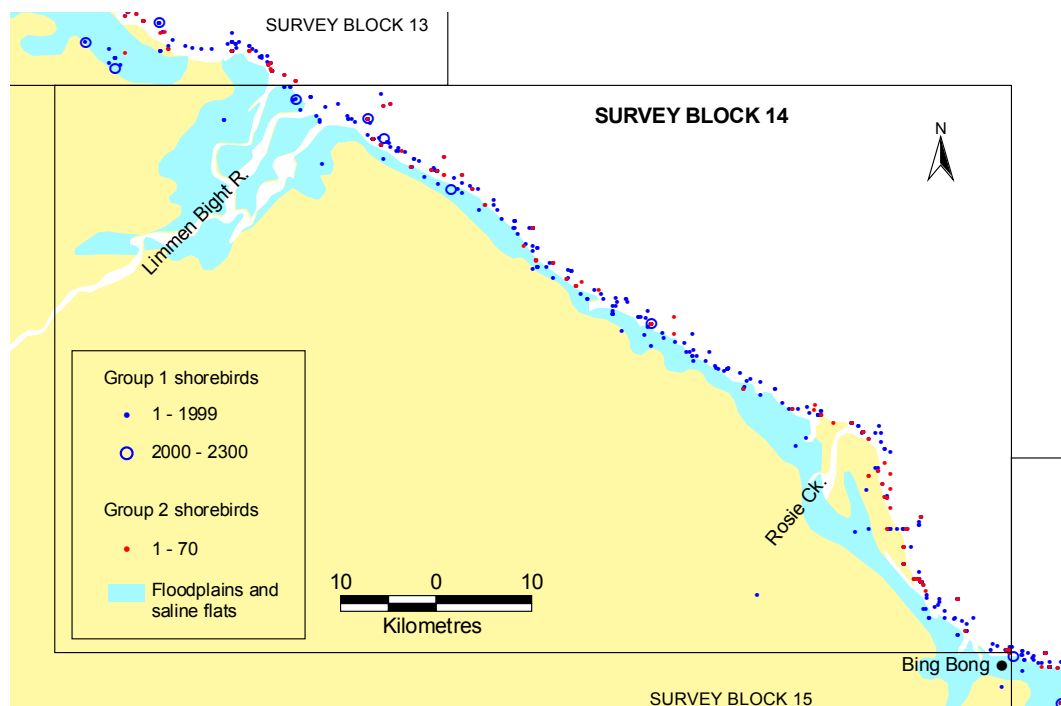 SURVEY BLOCK 13
SURVEY BLOCK 14
N
Limmen Bight R.
Group 1 shorebirds
1 - 1999
2000 - 2300
Group 2 shorebirds
1 - 70
Floodplains and
saline flats
10 0 10
Kilometres
Rosie Ck.
Bing Bong
SURVEY BLOCK 15